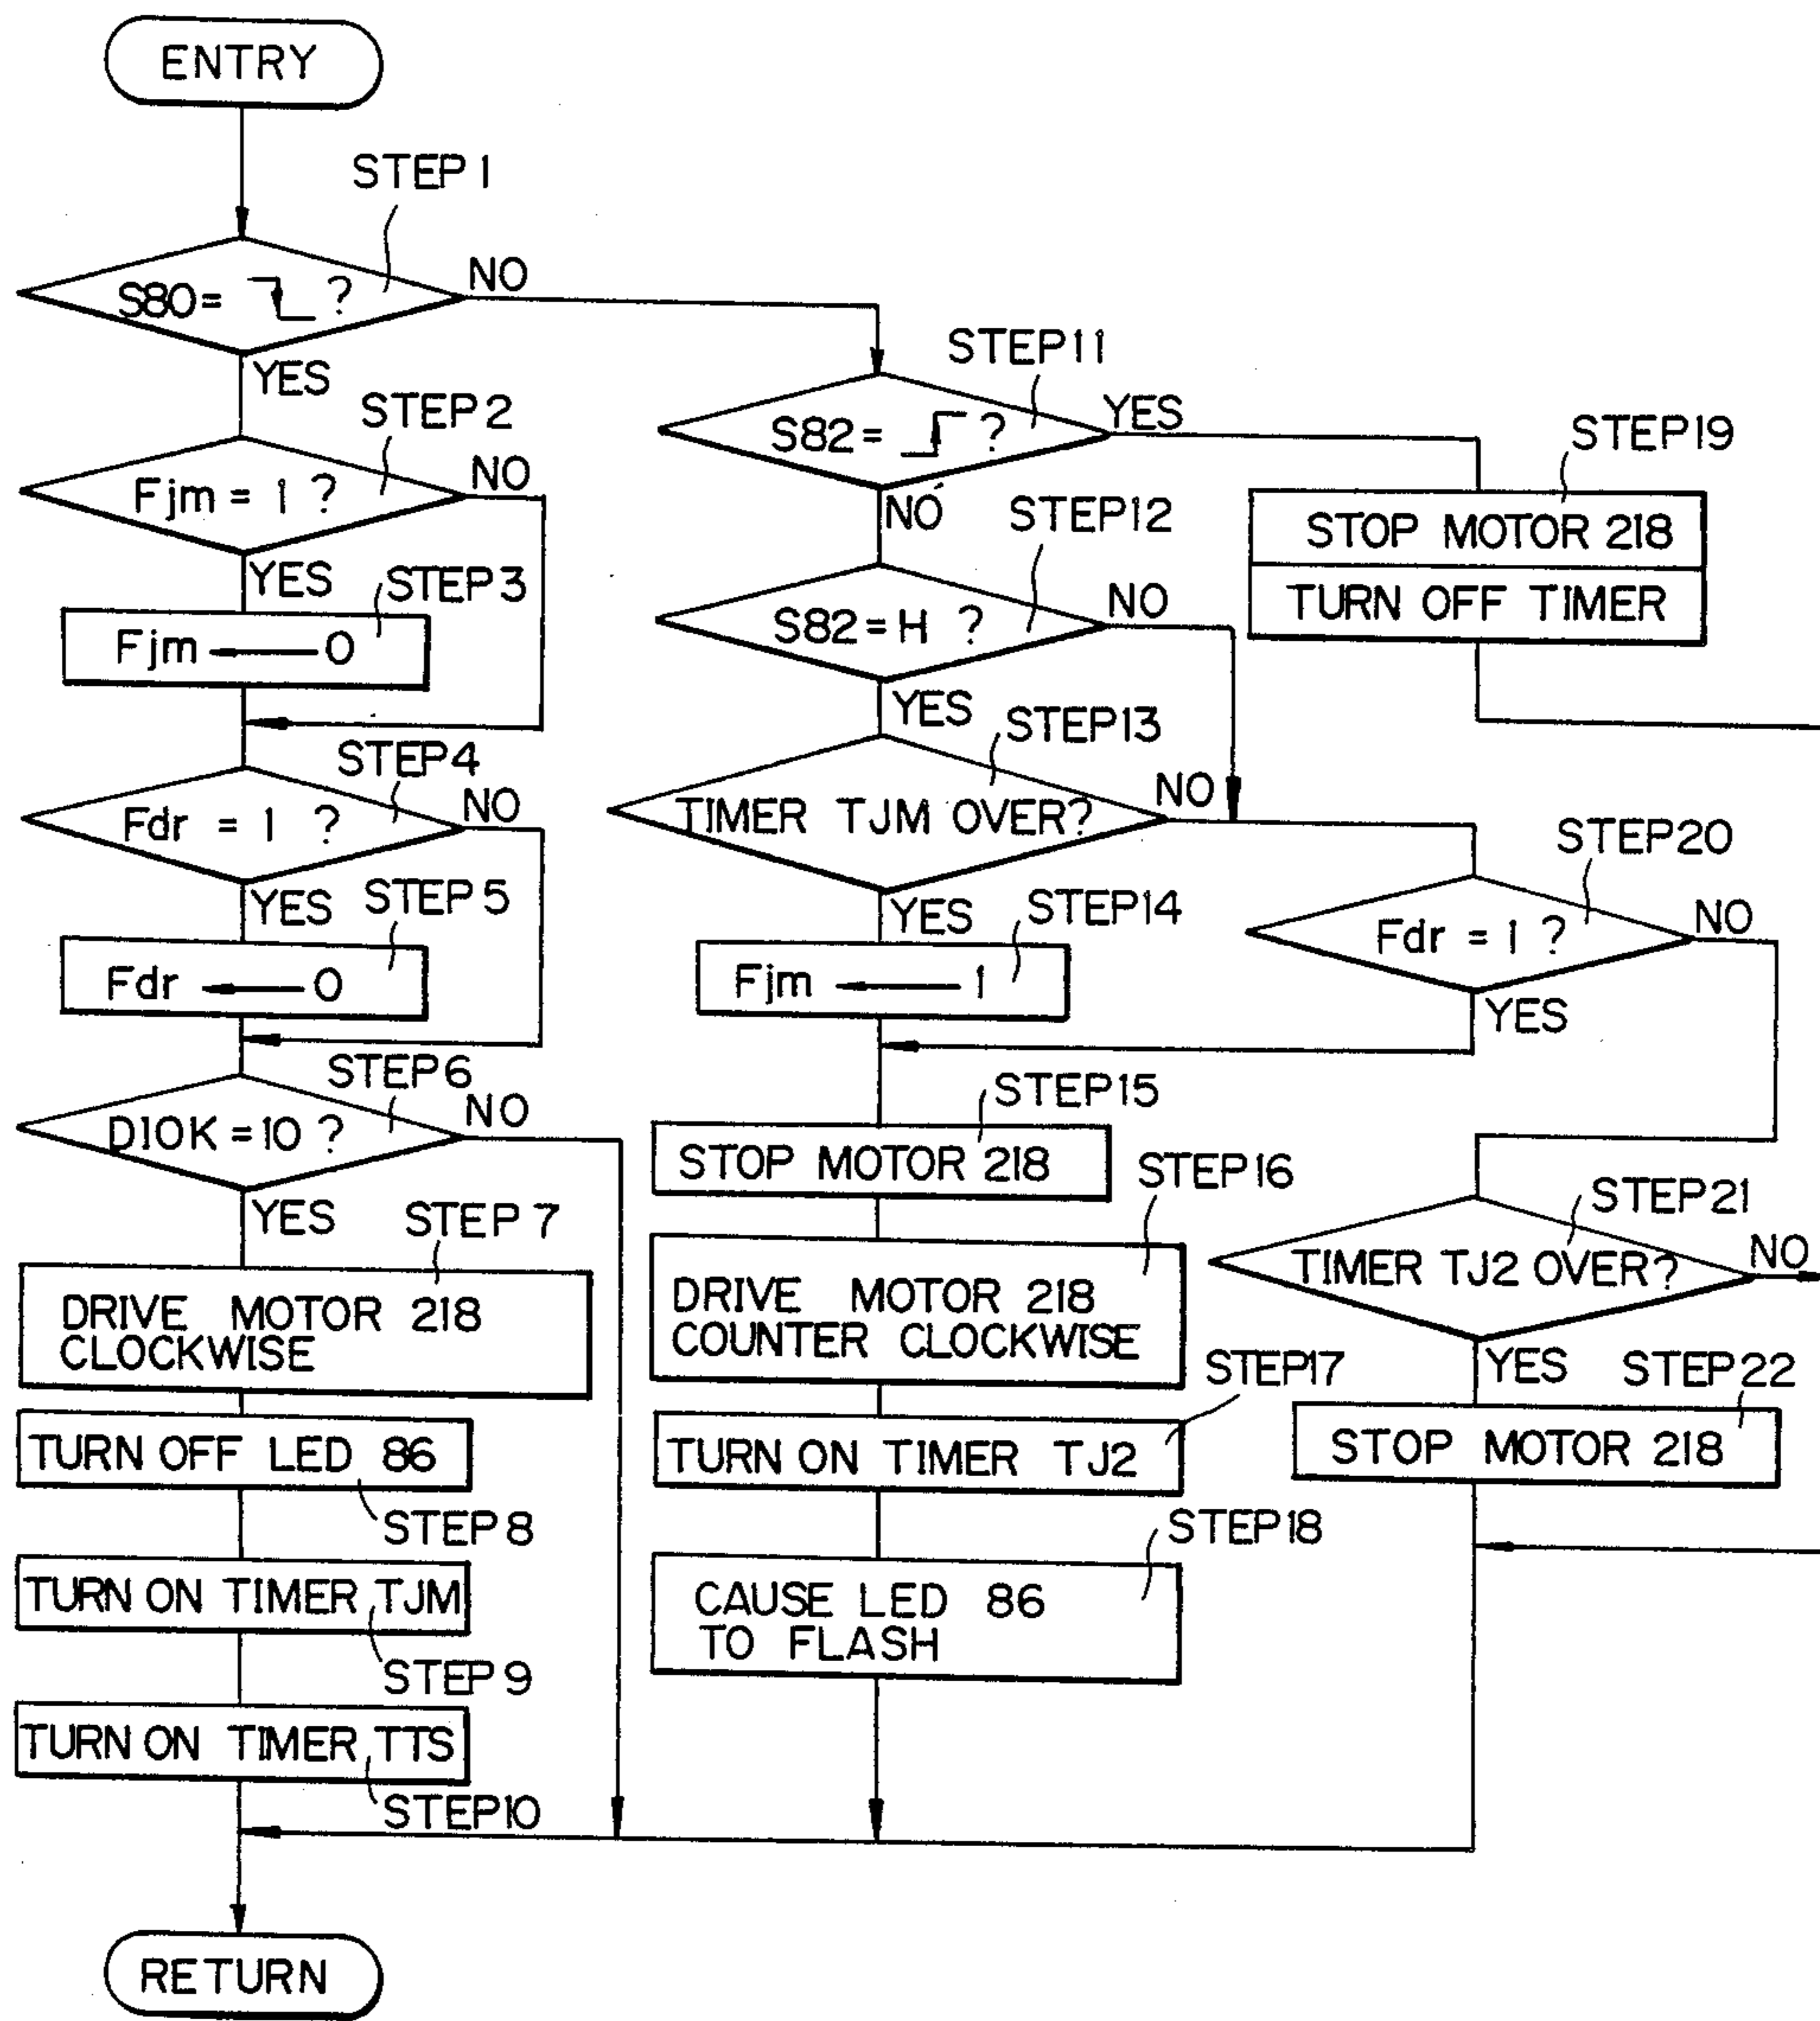 ENTRY
STEP 1
S80= ?
NO
YES
STEP 2
Fjm = 1 ?
NO
YES
STEP 3
Fjm ← 0
STEP 4
Fdr = 1 ?
NO
YES
STEP 5
Fdr ← 0
STEP 6
D10K = 10 ?
NO
YES
STEP 7
DRIVE MOTOR 218
CLOCKWISE
TURN OFF LED 86
STEP 8
TURN ON TIMER TJM
STEP 9
TURN ON TIMER TTS
STEP 10
RETURN
STEP 11
S82= ?
YES
NO
STEP 12
S82=H ?
NO
YES
STEP 13
TIMER TJM OVER?
NO
YES
STEP 14
Fjm ← 1
STEP 15
STOP MOTOR 218
STEP 16
DRIVE MOTOR 218
COUNTER CLOCKWISE
STEP 17
TURN ON TIMER TJ2
STEP 18
CAUSE LED 86
TO FLASH
STEP 19
STOP MOTOR 218
TURN OFF TIMER
STEP 20
Fdr = 1 ?
NO
YES
STEP 21
TIMER TJ2 OVER?
NO
YES
STEP 22
STOP MOTOR 218